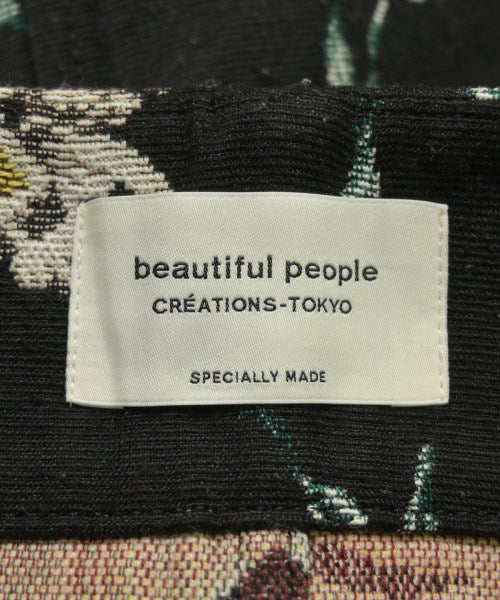 beautiful people
CRÉATIONS-TOKYO
SPECIALLY MADE